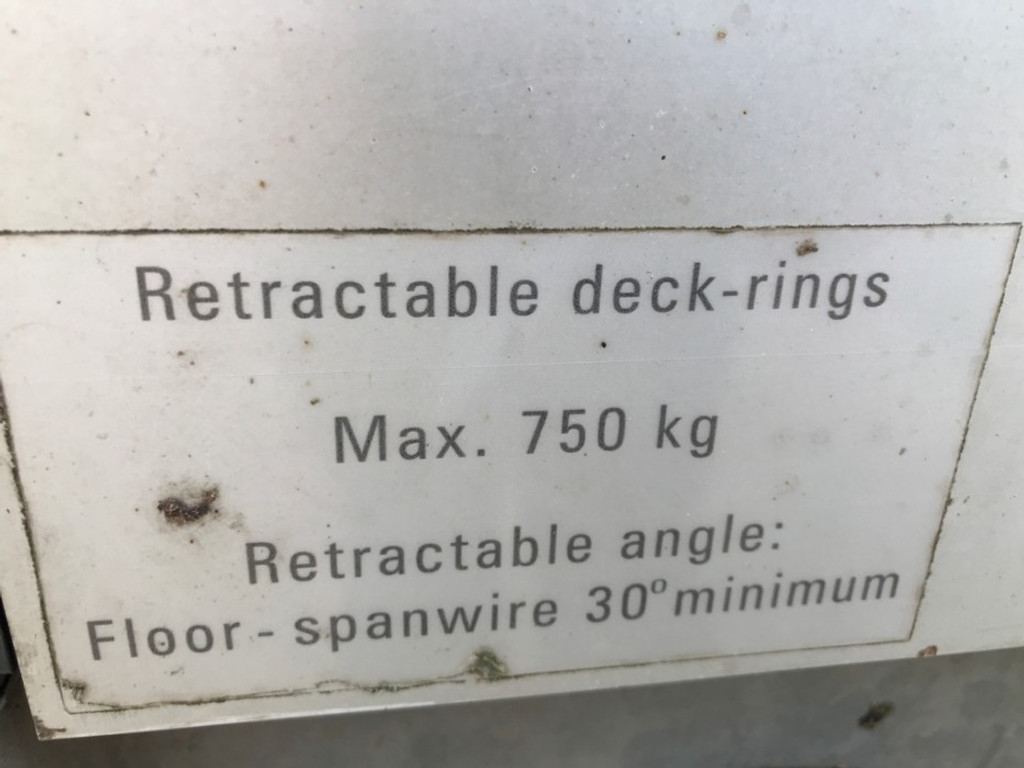 Retractable deck-rings
Max. 750 kg
Retractable angle:
Floor - spanwire 30° minimum